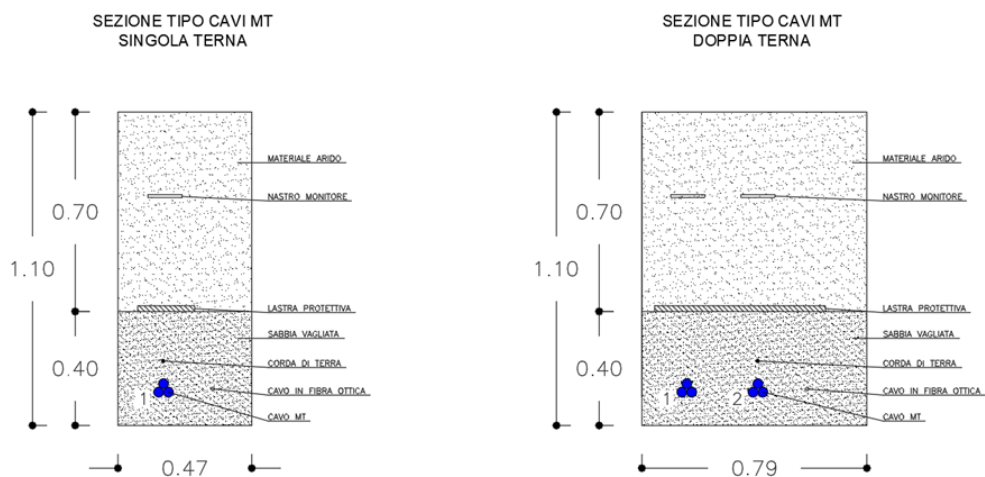 SEZIONE TIPO CAVI MT
SINGOLA TERNA
0.70
1.10
0.40
MATERIALE ARIDO
NASTRO MONITORE
LASTRA PROTETTIVA
SABBIA VAGLIATA
CORDA DI TERRA
CAVO IN FIBRA OTTICA
1
CAVO MT
0.47
SEZIONE TIPO CAVI MT
DOPPIA TERNA
0.70
1.10
0.40
MATERIALE ARIDO
NASTRO MONITORE
LASTRA PROTETTIVA
SABBIA VAGLIATA
CORDA DI TERRA
CAVO IN FIBRA OTTICA
1
2
CAVO MT
0.79